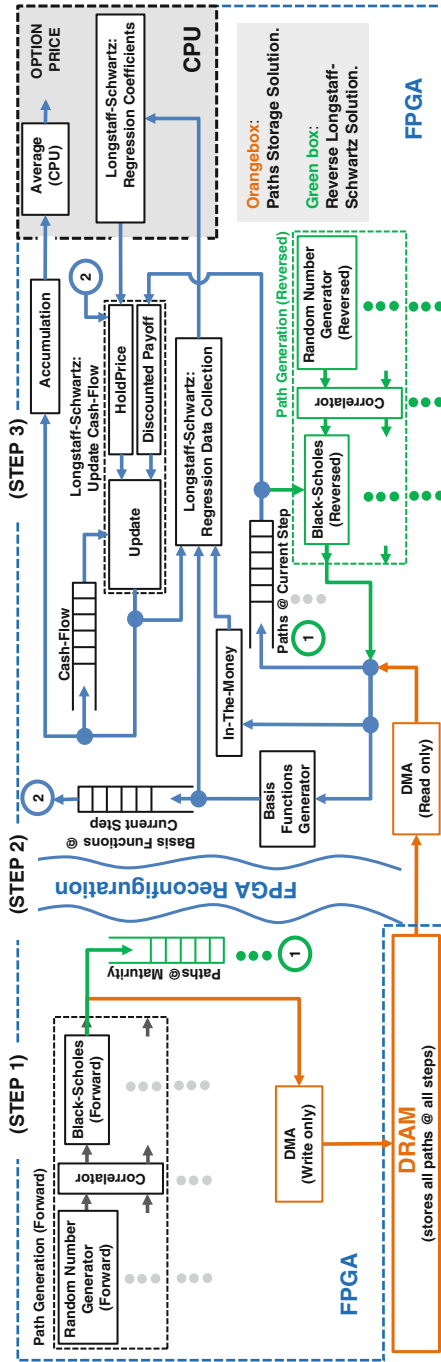 (STEP 1)
Path Generation (Forward)
Random Number
Generator
(Forward)
Correlator
Black-Scholes
(Forward)
Paths@
Maturity
1
DMA
(Write only)
FPGA
DRAM
(stores all paths @ all steps)
(STEP 2)
FPGA Reconfiguration
DMA
(Read only)
(STEP 3)
2
Basis Functions @
Current Step
Basis
Functions
Generator
In-The-Money
Cash-Flow
Longstaff-Schwartz:
Update Cash-Flow
Update
HoldPrice
Discounted Payoff
2
Accumulation
Longstaff-Schwartz:
Regression Data Collection
Paths @ Current Step
1
Path Generation (Reversed)
Black-Scholes
(Reversed)
Correlator
Random Number
Generator
(Reversed)
Average
(CPU)
OPTION
PRICE
Longstaff-Schwartz:
Regression Coefficients
CPU
Orangebox:
Paths Storage Solution.
Green box:
Reverse Longstaff-
Schwartz Solution.
FPGA